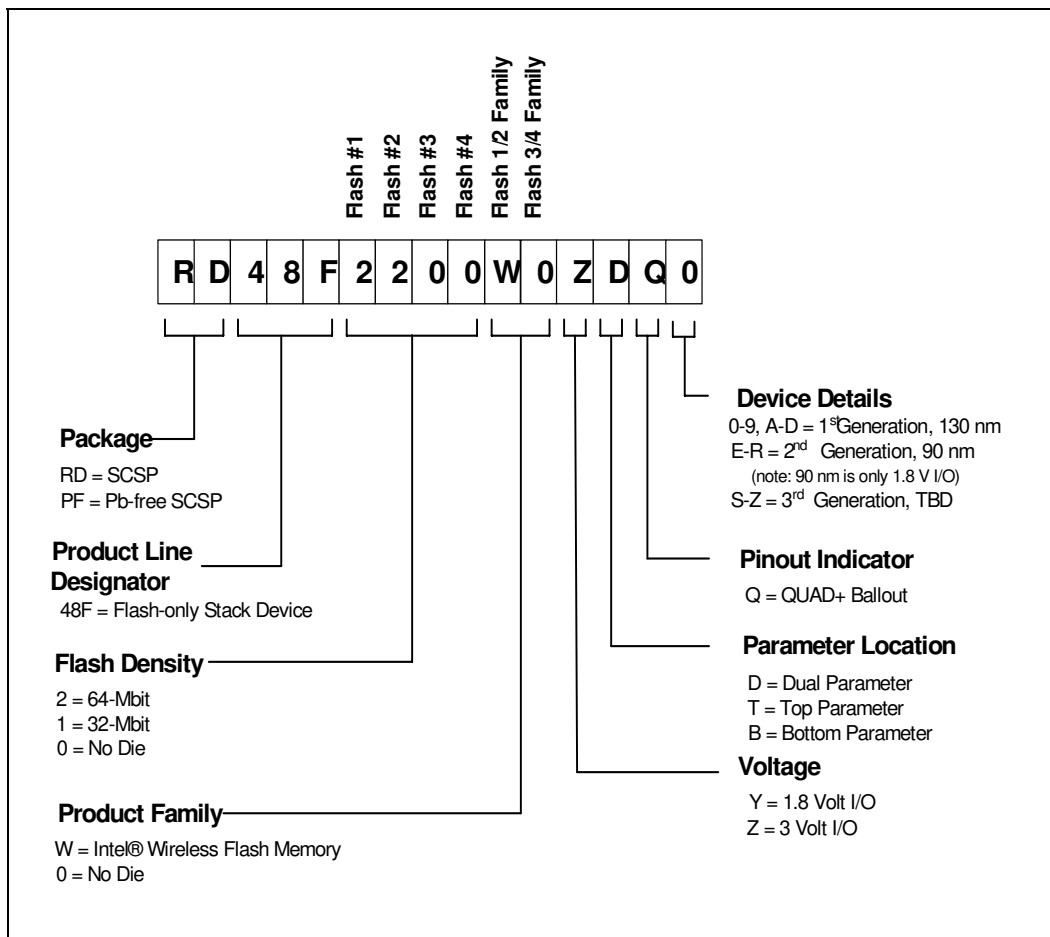 Flash #1
Flash #2
Flash #3
Flash #4
Flash 1/2 Family
Flash 3/4 Family
R D 4 8 F 2 2 0 0 W 0 Z D Q 0
Package
RD = SCSP
PF = Pb-free SCSP
Product Line
Designator
48F = Flash-only Stack Device
Flash Density
2 = 64-Mbit
1 = 32-Mbit
0 = No Die
Product Family
W = Intel® Wireless Flash Memory
0 = No Die
Device Details
0-9, A-D = 1st Generation, 130 nm
E-R = 2nd Generation, 90 nm
(note: 90 nm is only 1.8 V I/O)
S-Z = 3rd Generation, TBD
Pinout Indicator
Q = QUAD+ Ballout
Parameter Location
D = Dual Parameter
T = Top Parameter
B = Bottom Parameter
Voltage
Y = 1.8 Volt I/O
Z = 3 Volt I/O